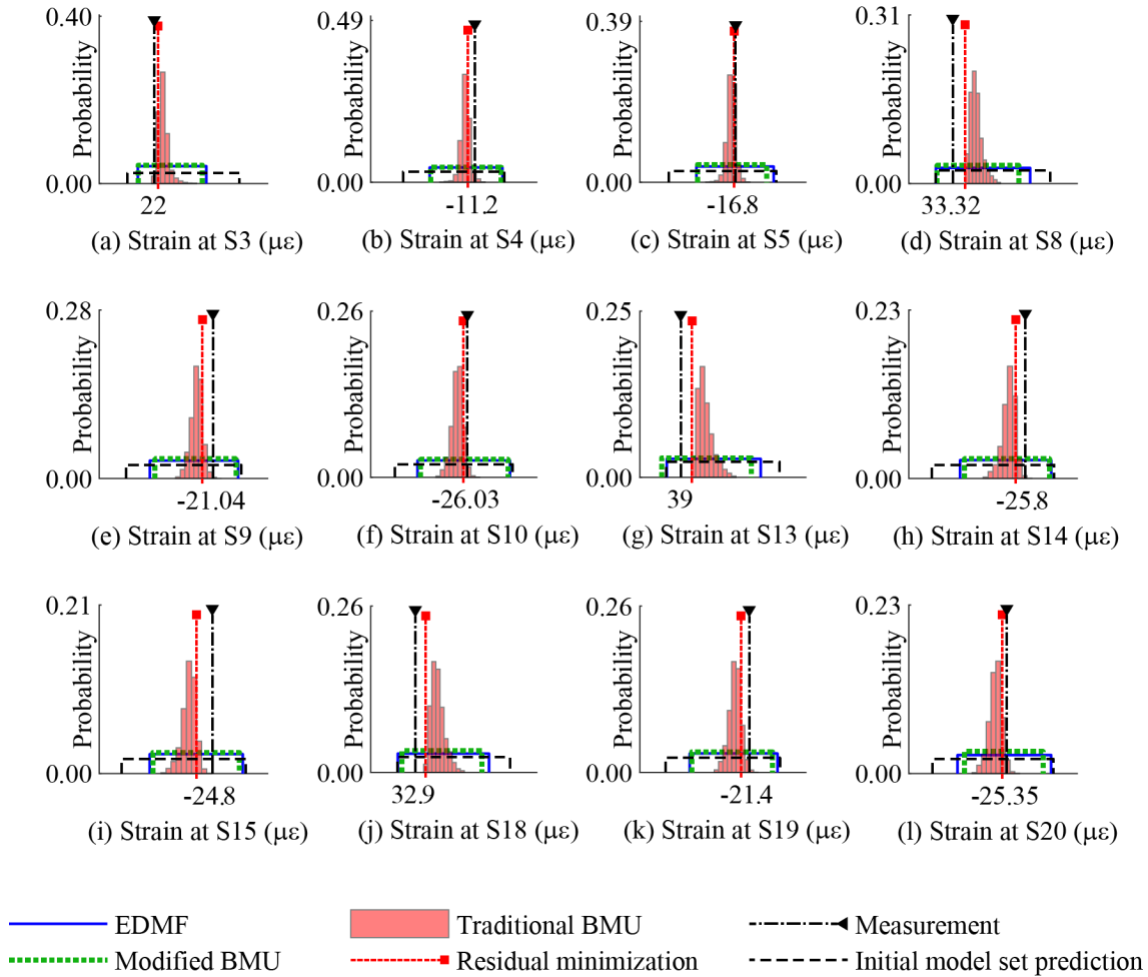 0.40
Probability
0.00
22
(a) Strain at S3 (με)
0.49
Probability
0.00
-11.2
(b) Strain at S4 (με)
0.39
Probability
0.00
-16.8
(c) Strain at S5 (με)
0.31
Probability
0.00
33.32
(d) Strain at S8 (με)
0.28
Probability
0.00
-21.04
(e) Strain at S9 (με)
0.26
Probability
0.00
-26.03
(f) Strain at S10 (με)
0.25
Probability
0.00
39
(g) Strain at S13 (με)
0.23
Probability
0.00
-25.8
(h) Strain at S14 (με)
0.21
Probability
0.00
-24.8
(i) Strain at S15 (με)
0.26
Probability
0.00
32.9
(j) Strain at S18 (με)
0.26
Probability
0.00
-21.4
(k) Strain at S19 (με)
0.23
Probability
0.00
-25.35
(l) Strain at S20 (με)
EDMF
Traditional BMU
Measurement
Modified BMU
Residual minimization
Initial model set prediction